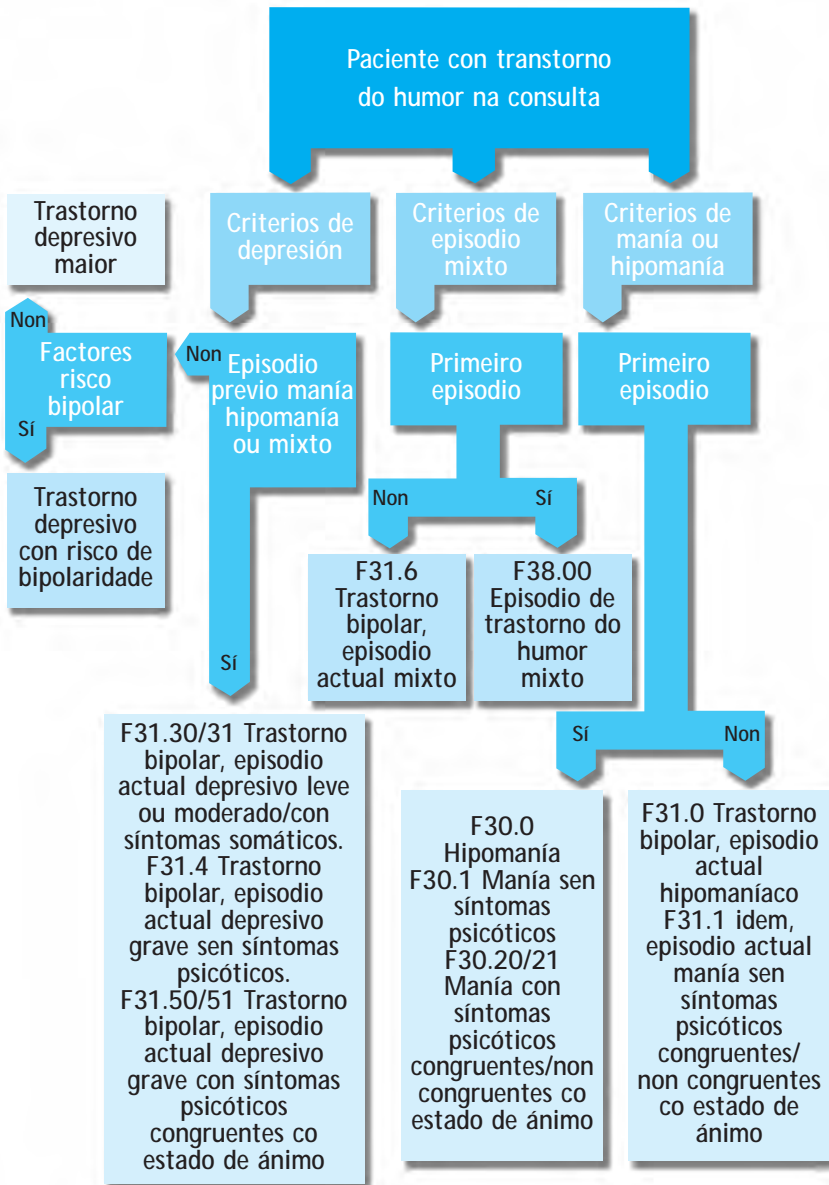 Paciente con transtorno
do humor na consulta
Trastorno
depresivo
maior
Criterios de
depresión
Criterios de
episodio
mixto
Criterios de
manía ou
hipomanía
Non
Factores
risco
bipolar
Sí
Non
Episodio
previo manía
hipomanía
ou mixto
Primeiro
episodio
Primeiro
episodio
Trastorno
depresivo
con risco de
bipolaridade
Non
Sí
F31.6
Trastorno
bipolar,
episodio
actual mixto
F38.00
Episodio de
trastorno do
humor
mixto
Sí
Sí
Non
F31.30/31 Trastorno
bipolar, episodio
actual depresivo leve
ou moderado/con
síntomas somáticos.
F31.4 Trastorno
bipolar, episodio
actual depresivo
grave sen síntomas
psicóticos.
F31.50/51 Trastorno
bipolar, episodio
actual depresivo
grave con síntomas
psicóticos
congruentes co
estado de ánimo
F30.0
Hipomanía
F30.1 Manía sen
síntomas
psicóticos
F30.20/21
Manía con
síntomas
psicóticos
congruentes/non
congruentes co
estado de ánimo
F31.0 Trastorno
bipolar, episodio
actual
hipomaníaco
F31.1 idem,
episodio actual
manía sen
síntomas
psicóticos
congruentes/
non congruentes
co estado de
ánimo